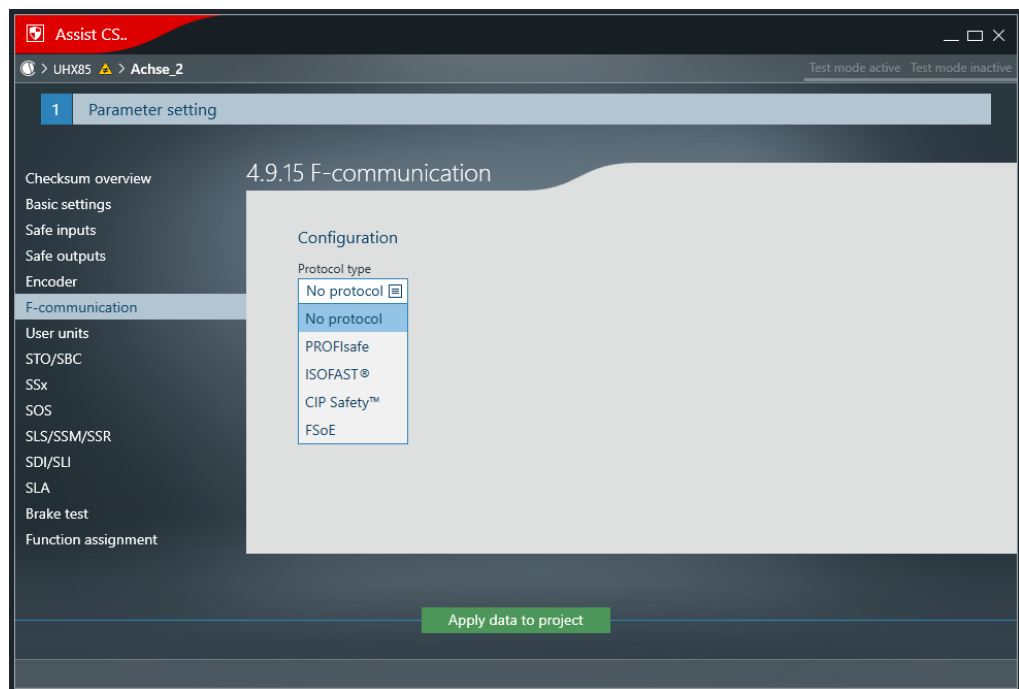 Assist CS..
> UHX85 > Achse_2
Test mode active Test mode inactive
1 Parameter setting
4.9.15 F-communication
Checksum overview
Basic settings
Safe inputs
Safe outputs
Encoder
F-communication
User units
STO/SBC
SSx
SOS
SLS/SSM/SSR
SDI/SLI
SLA
Brake test
Function assignment
Configuration
Protocol type
No protocol
No protocol
PROFIsafe
ISOFAST®
CIP Safety™
FSoE
Apply data to project